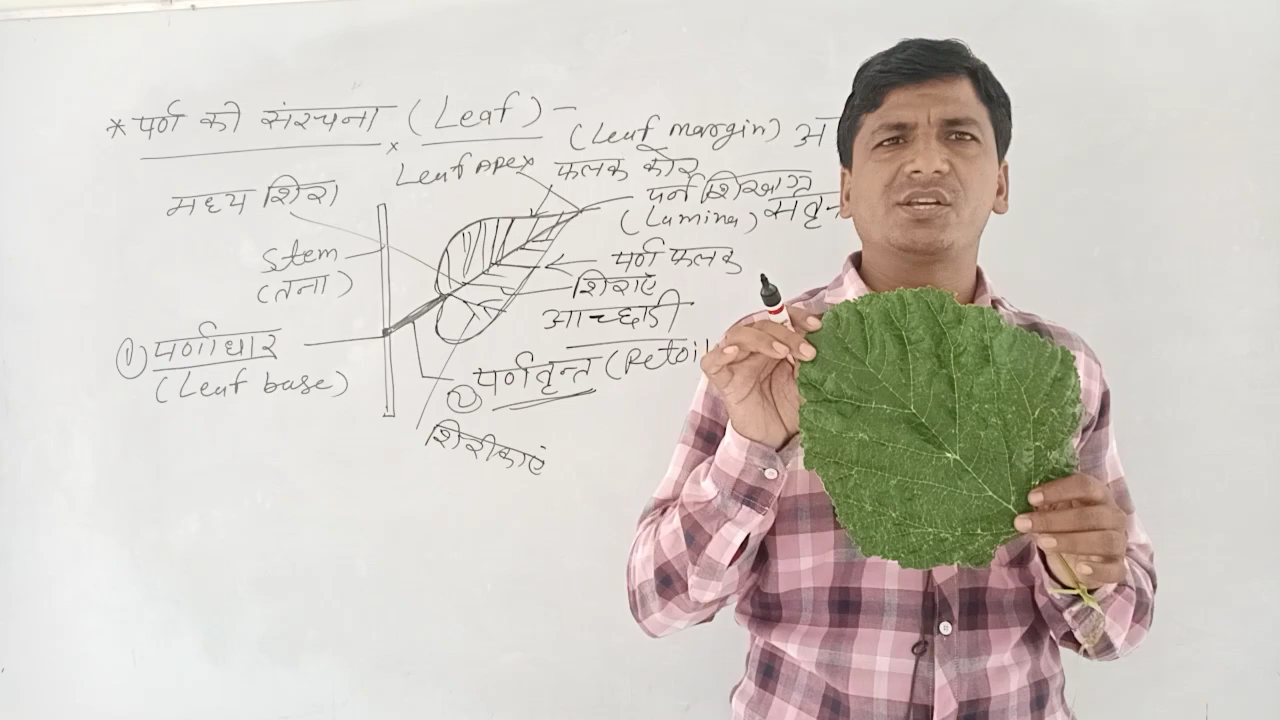 * पर्ण की संरचना (Leaf) -
(Leaf margin) अ
Leaf Apex फलक कोर
मध्य शिरा
पर्न शिखाग्र
(Lamina)
stem
(तना)
पर्ण फलक
शिराएं
आच्छादी
① पर्णाधार
(Leaf base)
② पर्णवृन्त (Petoil
शिरीकाएं